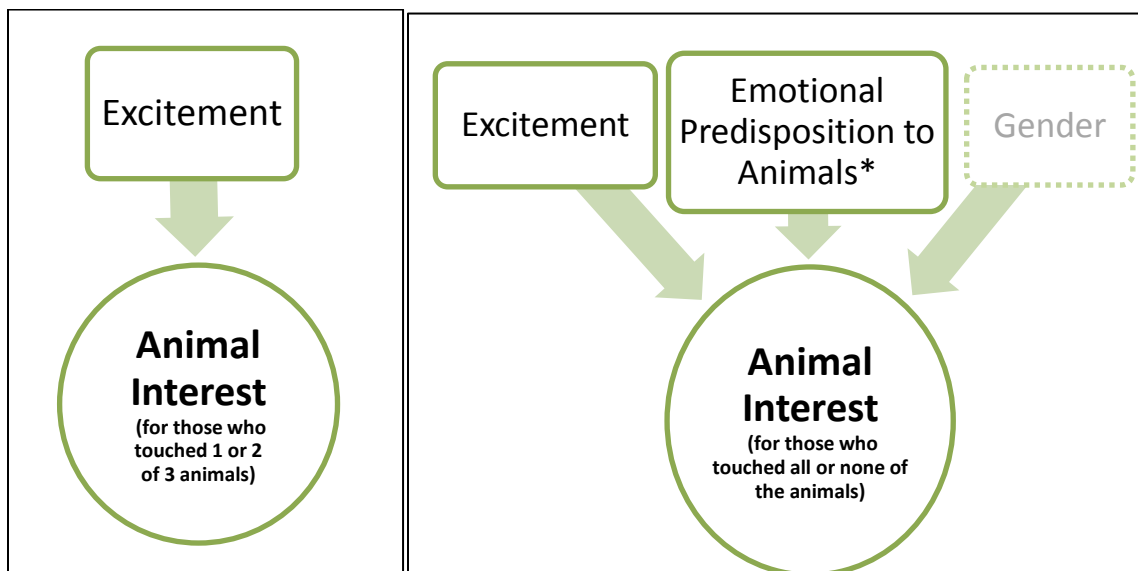 Excitement
Animal
Interest
(for those who
touched 1 or 2
of 3 animals)
Excitement
Emotional
Predisposition to
Animals*
Gender
Animal
Interest
(for those who
touched all or none of
the animals)